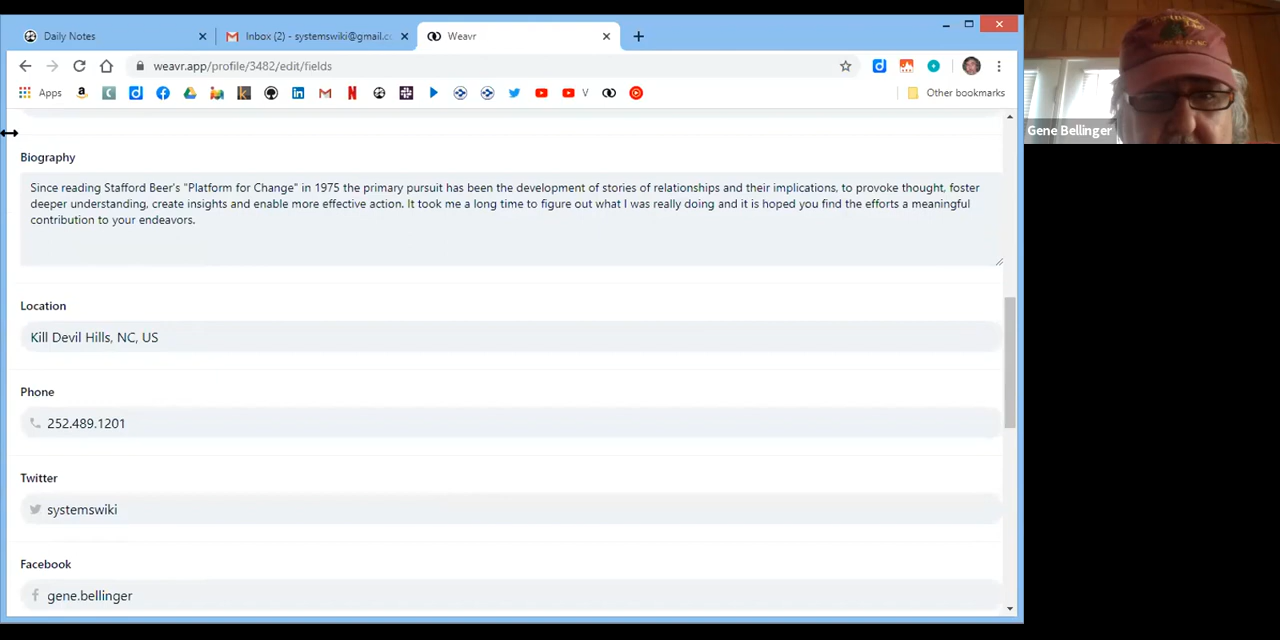 Daily Notes
Inbox (2) - systemswiki@gmail.c
Weavr
weavr.app/profile/3482/edit/fields
Apps
V
Other bookmarks
Gene Bellinger
Biography
Since reading Stafford Beer's "Platform for Change" in 1975 the primary pursuit has been the development of stories of relationships and their implications, to provoke thought, foster
deeper understanding, create insights and enable more effective action. It took me a long time to figure out what I was really doing and it is hoped you find the efforts a meaningful
contribution to your endeavors.
Location
Kill Devil Hills, NC, US
Phone
252.489.1201
Twitter
systemswiki
Facebook
gene.bellinger